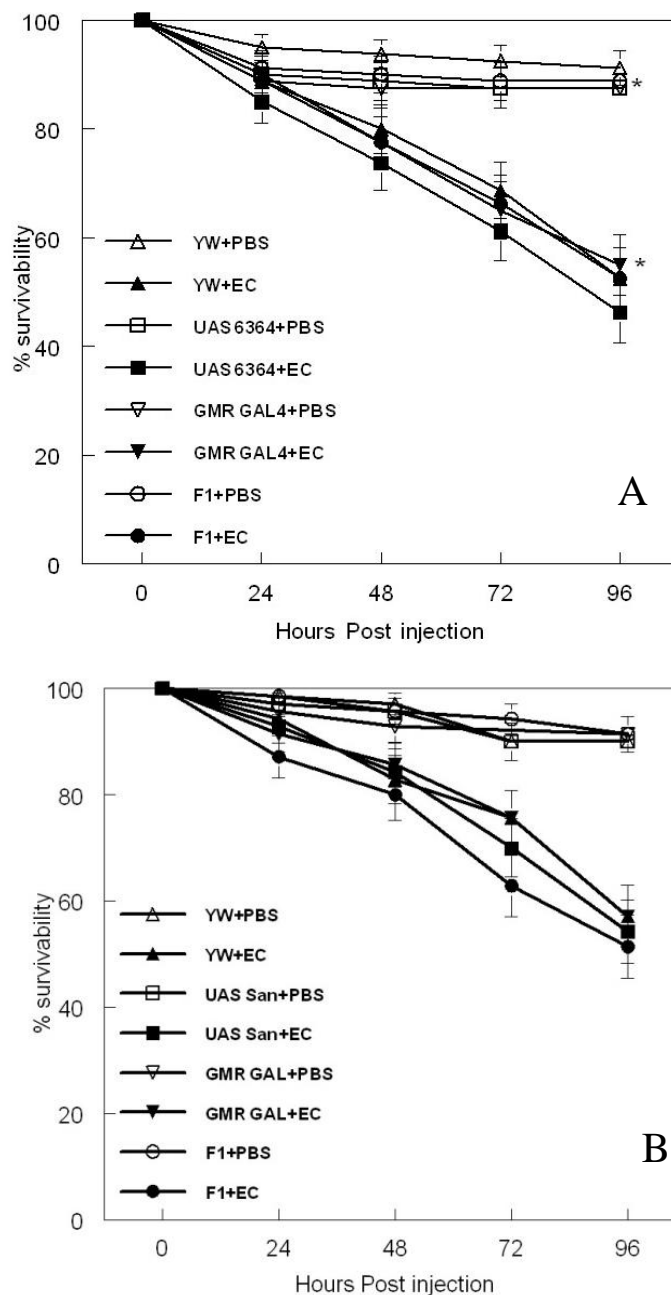 100
80
60
40
20
0
% survivability
*
*
YW+PBS
YW+EC
UAS 6364+PBS
UAS 6364+EC
GMR GAL4+PBS
GMR GAL4+EC
F1+PBS
F1+EC
A
0 24 48 72 96
Hours Post injection
100
80
60
40
20
0
% survivability
YW+PBS
YW+EC
UAS San+PBS
UAS San+EC
GMR GAL+PBS
GMR GAL+EC
F1+PBS
F1+EC
B
0 24 48 72 96
Hours Post injection